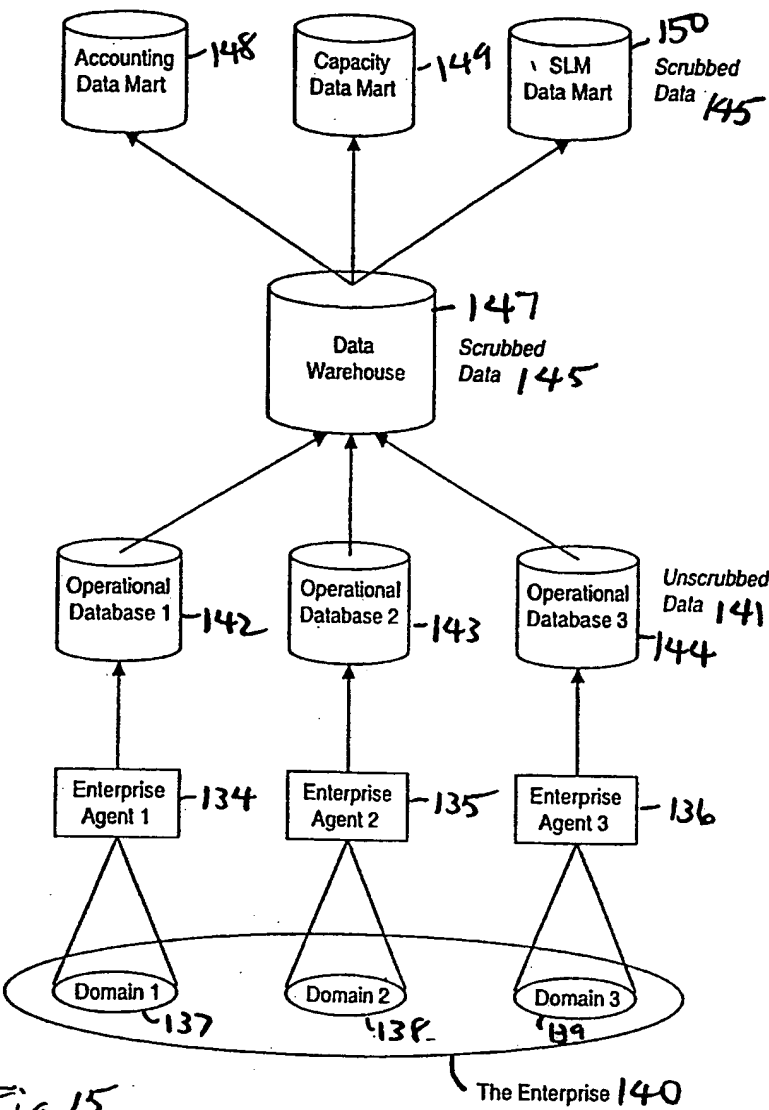 Accounting
Data Mart
148
Capacity
Data Mart
149
SLM
Data Mart
150
Scrubbed
Data 145
Data
Warehouse
147
Scrubbed
Data 145
Operational
Database 1
142
Operational
Database 2
143
Operational
Database 3
144
Unscrubbed
Data 141
Enterprise
Agent 1
134
Enterprise
Agent 2
135
Enterprise
Agent 3
136
Domain 1
137
Domain 2
138
Domain 3
139
The Enterprise 140
Fig 15